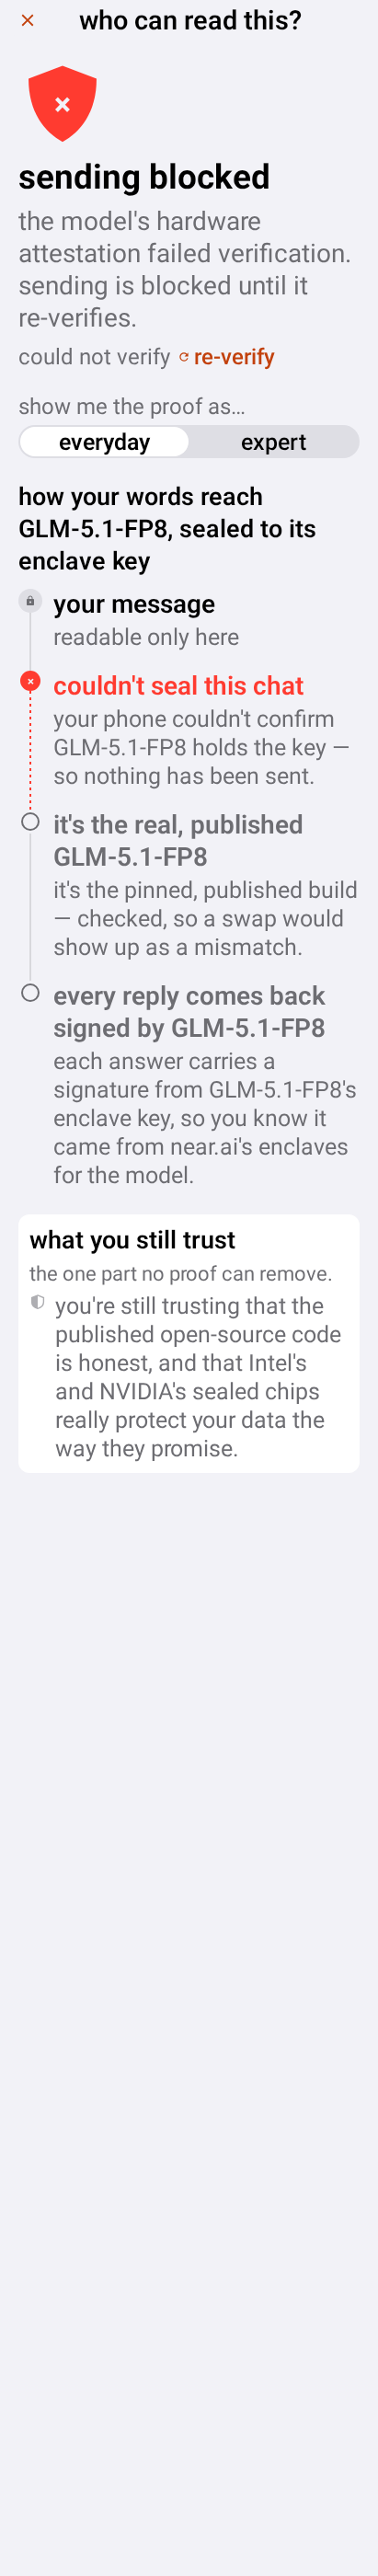 who can read this?
sending blocked
the model's hardware
attestation failed verification.
sending is blocked until it
re-verifies.
could not verify re-verify
show me the proof as...
everyday expert
how your words reach
GLM-5.1-FP8, sealed to its
enclave key
your message
readable only here
couldn't seal this chat
your phone couldn't confirm
GLM-5.1-FP8 holds the key —
so nothing has been sent.
it's the real, published
GLM-5.1-FP8
it's the pinned, published build
— checked, so a swap would
show up as a mismatch.
every reply comes back
signed by GLM-5.1-FP8
each answer carries a
signature from GLM-5.1-FP8's
enclave key, so you know it
came from near.ai's enclaves
for the model.
what you still trust
the one part no proof can remove.
you're still trusting that the
published open-source code
is honest, and that Intel's
and NVIDIA's sealed chips
really protect your data the
way they promise.